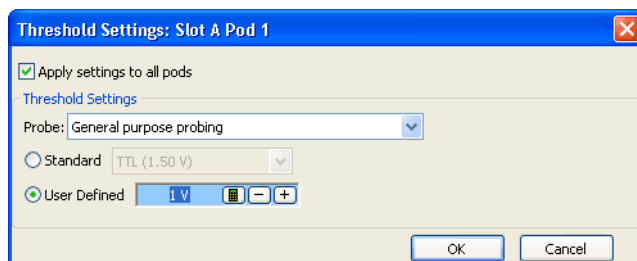 Threshold Settings: Slot A Pod 1
Apply settings to all pods
Threshold Settings
Probe: General purpose probing
Standard TTL (1.50 V)
User Defined 1 V
OK Cancel